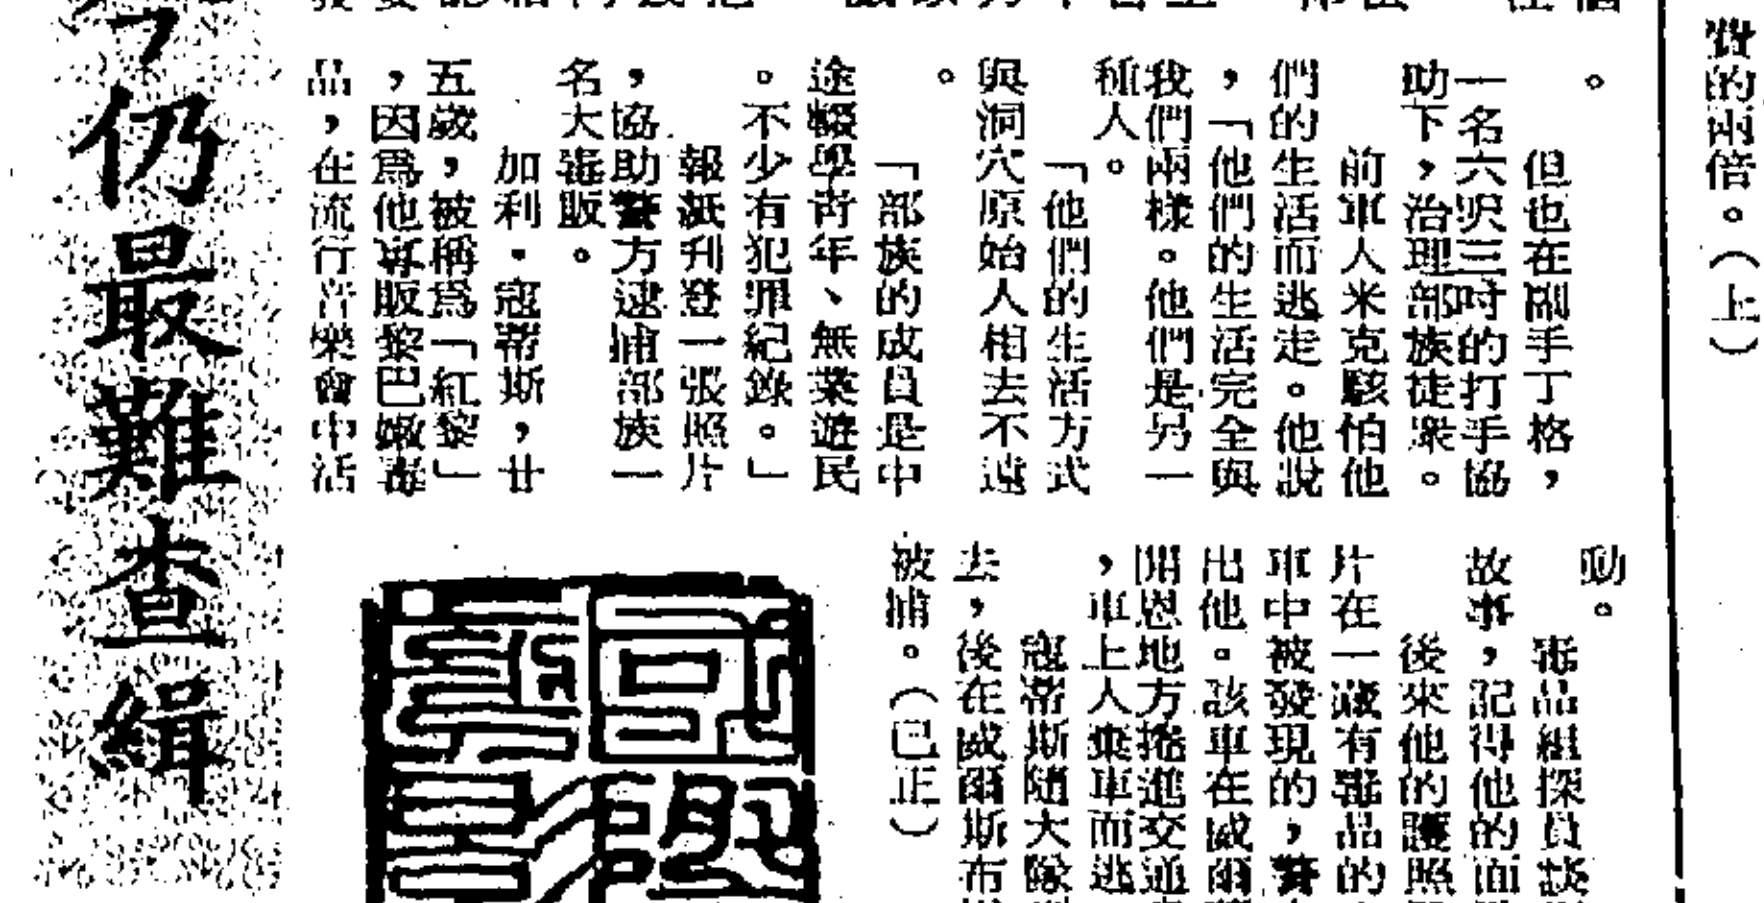 費的兩倍。（上）
。
但也在副手丁格，
一名六呎三吋的打手協
助下，治理部族徒衆。
前軍人米克駭怕他
們的生活而逃走。他說
，「他們的生活完全與
我們兩樣。他們是另一
種人。
「他們的生活方式
與洞穴原始人相去不遠
。
「部族的成員是中
途輟學青年、無業遊民
。不少有犯罪紀錄。」
報紙刊登一張照片
，協助警方逮捕部族一
名大毒販。
加利．寇蒂斯，廿
五歲，被稱爲「紅黎」
，因爲他專販黎巴嫩毒
品，在流行音樂會中活
動。
毒品組探員談
故事，記得他的面
後來他的護照
片在一藏有毒品的
車中被發現的，警
出他。該車在威爾
開恩地方捲進交通
，車上人棄車而逃
寇蒂斯隨大隊
去，後在威爾斯布
被捕。（已正）
仍最難查緝